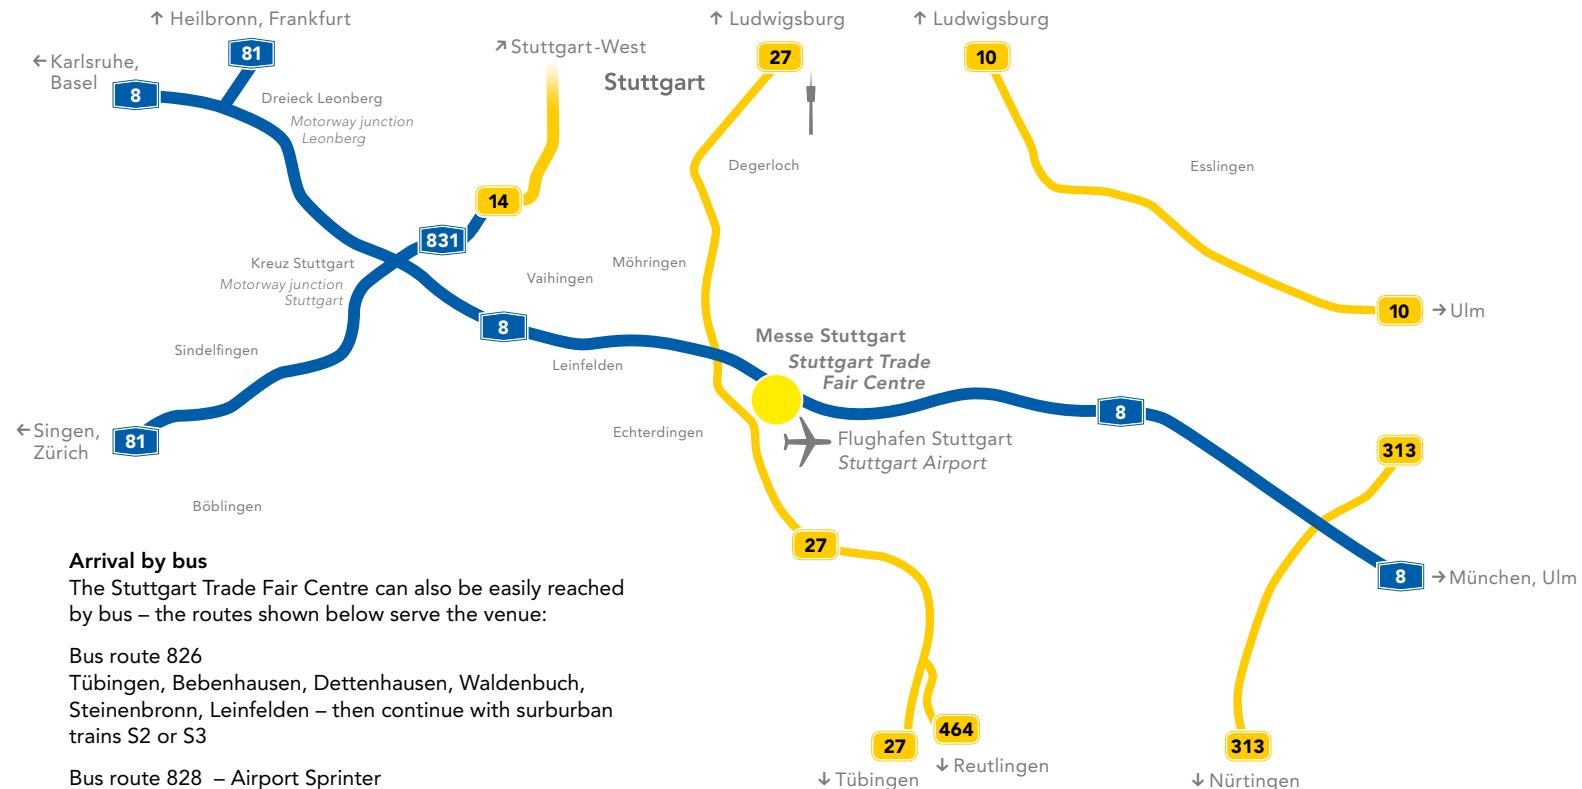 ↑ Heilbronn, Frankfurt
↑ Ludwigsburg
↑ Ludwigsburg
↗ Stuttgart-West
81
27
10
← Karlsruhe,
Basel
8
Stuttgart
Dreieck Leonberg
Motorway junction
Leonberg
Degerloch
Esslingen
14
831
Kreuz Stuttgart
Motorway junction
Stuttgart
Möhringen
Vaihingen
8
10
→ Ulm
Messe Stuttgart
Stuttgart Trade
Fair Centre
Sindelfingen
Leinfelden
8
← Singen,
Zürich
81
Echterdingen
Flughafen Stuttgart
Stuttgart Airport
313
Böblingen
27
8
→ München, Ulm
Arrival by bus
The Stuttgart Trade Fair Centre can also be easily reached
by bus – the routes shown below serve the venue:
Bus route 826
Tübingen, Bebenhausen, Dettenhausen, Waldenbuch,
Steinenbronn, Leinfelden – then continue with surburban
trains S2 or S3
Bus route 828 – Airport Sprinter
27
464
313
↓ Tübingen
↓ Reutlingen
↓ Nürtingen